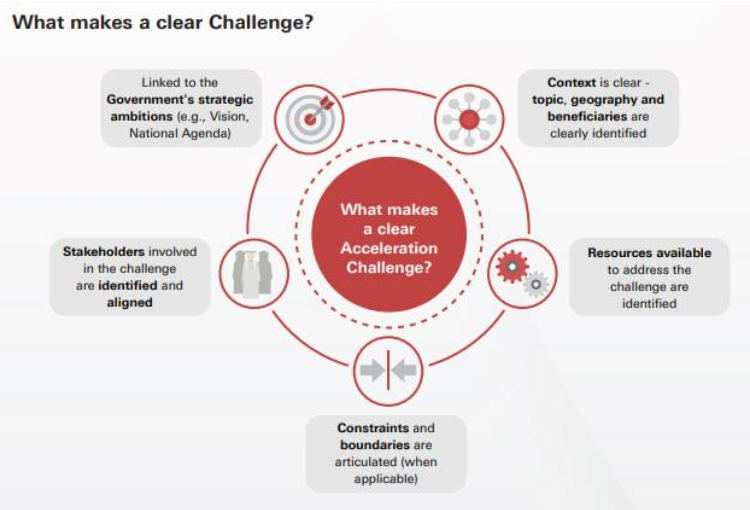 What makes a clear Challenge?
Linked to the
Government's strategic
ambitions (e.g., Vision,
National Agenda)
Context is clear -
topic, geography and
beneficiaries are
clearly identified
What makes
a clear
Acceleration
Challenge?
Stakeholders involved
in the challenge
are identified and
aligned
Resources available
to address the
challenge are
identified
Constraints and
boundaries are
articulated (when
applicable)